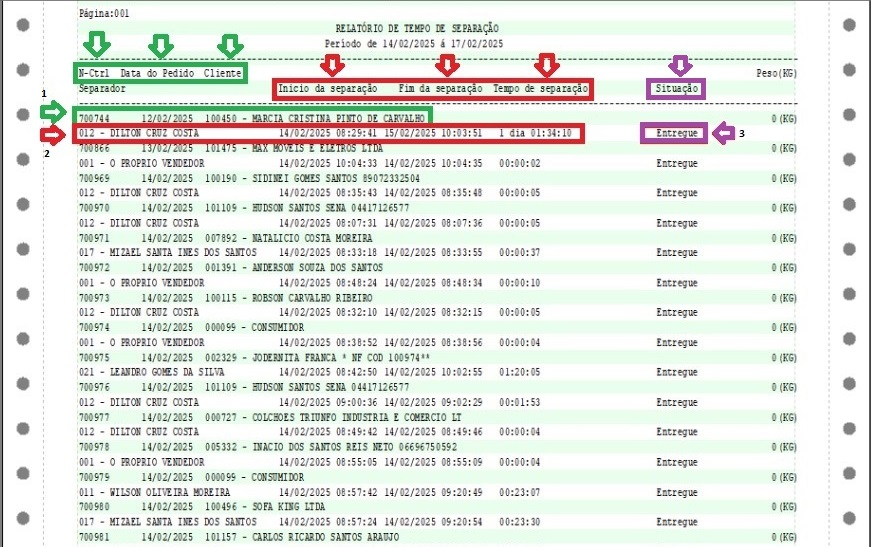 Página:001
RELATÓRIO DE TEMPO DE SEPARAÇÃO
Período de 14/02/2025 á 17/02/2025
N-Ctrl Data do Pedido Cliente Peso(KG)
Separador Inicio da separação Fim da separação Tempo de separação Situação
1
700744 12/02/2025 100450 - MARCIA CRISTINA PINTO DE CARVALHO 0 (KG)
012 - DILTON CRUZ COSTA 14/02/2025 08:29:41 15/02/2025 10:03:51 1 dia 01:34:10 Entregue 3
2
700866 13/02/2025 101475 - MAX MOVEIS E ELETROS LTDA 0 (KG)
001 - O PROPRIO VENDEDOR 14/02/2025 10:04:33 14/02/2025 10:04:35 00:00:02 Entregue
700969 14/02/2025 100190 - SIDINEI GOMES SANTOS 89072332504 0 (KG)
012 - DILTON CRUZ COSTA 14/02/2025 08:35:43 14/02/2025 08:35:48 00:00:05 Entregue
700970 14/02/2025 101109 - HUDSON SANTOS SENA 04417126577 0 (KG)
012 - DILTON CRUZ COSTA 14/02/2025 08:07:31 14/02/2025 08:07:36 00:00:05 Entregue
700971 14/02/2025 007892 - NATALICIO COSTA MOREIRA 0 (KG)
017 - MIZAEL SANTA INES DOS SANTOS 14/02/2025 08:33:18 14/02/2025 08:33:55 00:00:37 Entregue
700972 14/02/2025 001391 - ANDERSON SOUZA DOS SANTOS 0 (KG)
001 - O PROPRIO VENDEDOR 14/02/2025 08:48:24 14/02/2025 08:48:34 00:00:10 Entregue
700973 14/02/2025 100115 - ROBSON CARVALHO RIBEIRO 0 (KG)
012 - DILTON CRUZ COSTA 14/02/2025 08:32:10 14/02/2025 08:32:15 00:00:05 Entregue
700974 14/02/2025 000099 - CONSUMIDOR 0 (KG)
001 - O PROPRIO VENDEDOR 14/02/2025 08:38:52 14/02/2025 08:38:56 00:00:04 Entregue
700975 14/02/2025 002329 - JODERNITA FRANCA * NF COD 100974** 0 (KG)
021 - LEANDRO GOMES DA SILVA 14/02/2025 08:42:50 14/02/2025 10:02:55 01:20:05 Entregue
700976 14/02/2025 101109 - HUDSON SANTOS SENA 04417126577 0 (KG)
012 - DILTON CRUZ COSTA 14/02/2025 09:00:36 14/02/2025 09:02:29 00:01:53 Entregue
700977 14/02/2025 000727 - COLCHOES TRIUNFO INDUSTRIA E COMERCIO LT 0 (KG)
012 - DILTON CRUZ COSTA 14/02/2025 08:49:42 14/02/2025 08:49:46 00:00:04 Entregue
700978 14/02/2025 005332 - INACIO DOS SANTOS REIS NETO 06696750592 0 (KG)
001 - O PROPRIO VENDEDOR 14/02/2025 08:55:05 14/02/2025 08:55:09 00:00:04 Entregue
700979 14/02/2025 000099 - CONSUMIDOR 0 (KG)
011 - WILSON OLIVEIRA MOREIRA 14/02/2025 08:57:42 14/02/2025 09:20:49 00:23:07 Entregue
700980 14/02/2025 100496 - SOFA KING LTDA 0 (KG)
017 - MIZAEL SANTA INES DOS SANTOS 14/02/2025 08:57:24 14/02/2025 09:20:54 00:23:30 Entregue
700981 14/02/2025 101157 - CARLOS RICARDO SANTOS ARAUJO 0 (KG)